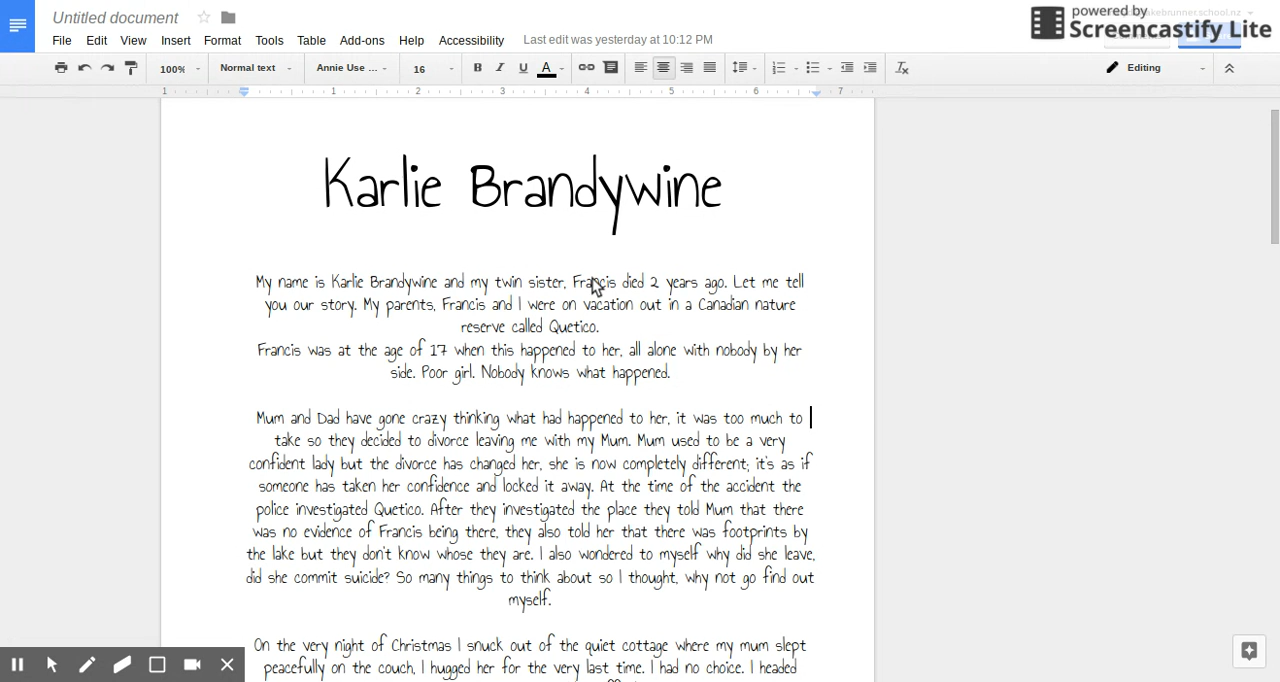 Untitled document
powered by
Screencastify Lite
File Edit View Insert Format Tools Table Add-ons Help Accessibility Last edit was yesterday at 10:12 PM
100% Normal text Annie Use ... 16 B I U A Editing
1 1 2 3 4 5 6 7
Karlie Brandywine
My name is Karlie Brandywine and my twin sister, Francis died 2 years ago. Let me tell
you our story. My parents, Francis and I were on vacation out in a Canadian nature
reserve called Quetico.
Francis was at the age of 17 when this happened to her, all alone with nobody by her
side. Poor girl. Nobody knows what happened.
Mum and Dad have gone crazy thinking what had happened to her, it was too much to
take so they decided to divorce leaving me with my Mum. Mum used to be a very
confident lady but the divorce has changed her, she is now completely different; it's as if
someone has taken her confidence and locked it away. At the time of the accident the
police investigated Quetico. After they investigated the place they told Mum that there
was no evidence of Francis being there, they also told her that there was footprints by
the lake but they don't know whose they are. I also wondered to myself why did she leave,
did she commit suicide? So many things to think about so I thought, why not go find out
myself.
On the very night of Christmas I snuck out of the quiet cottage where my mum slept
peacefully on the couch, I hugged her for the very last time. I had no choice. I headed